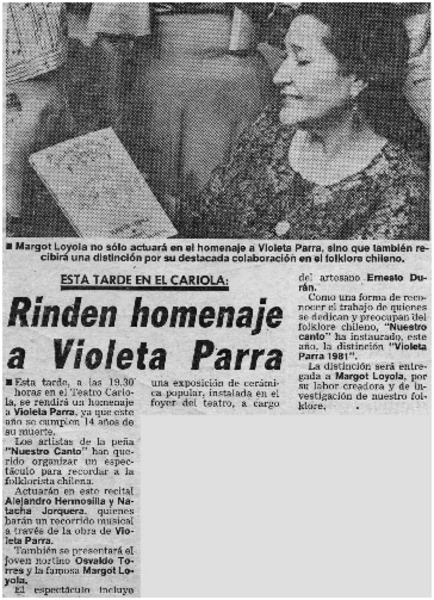 ■ Margot Loyola no sólo actuará en el homenaje a Violeta Parra, sino que también re-
cibirá una distinción por su destacada colaboración en el folklore chileno.
ESTA TARDE EN EL CARIOLA:
Rinden homenaje
a Violeta Parra
■ Esta tarde, a las 19.30
horas en el Teatro Cario-
la, se rendirá un homenaje
a Violeta Parra, ya que este
año se cumplen 14 años de
su muerte.
Los artistas de la peña
"Nuestro Canto" han que-
rido organizar un espec-
táculo para recordar a la
folklorista chilena.
Actuarán en este recital
Alejandro Hermosilla y Na-
tacha Jorquera, quienes
harán un recorrido musical
a través de la obra de Vio-
leta Parra.
También se presentará el
joven nortino Osvaldo To-
rres y la famosa Margot Lo-
yola.
El espectáculo incluyo
una exposición de cerámi-
ca popular, instalada en el
foyer del teatro, a cargo
del artesano Ernesto Du-
rán.
Como una forma de reco-
nocer el trabajo de quienes
se dedican y preocupan del
folklore chileno, "Nuestro
canto" ha instaurado, este
año, la distinción "Violeta
Parra 1981".
La distinción será en-
tregada a Margot Loyola, por
su labor creadora y de in-
vestigación de nuestro fol-
klore.